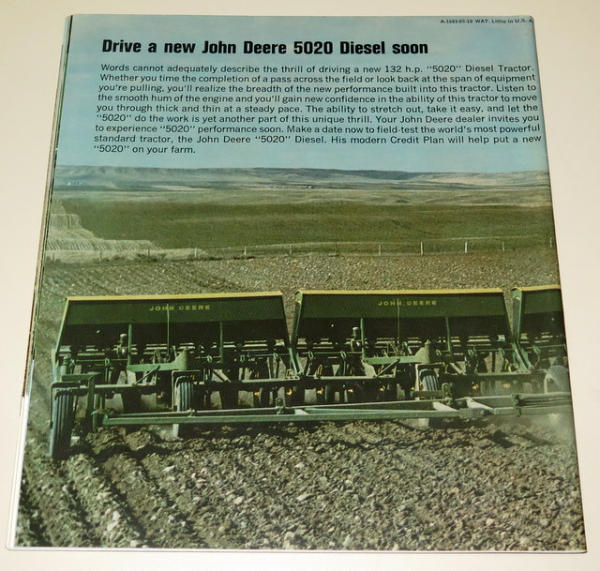 A-1583-65-10 WAT. Litho in U.S.A
Drive a new John Deere 5020 Diesel soon
Words cannot adequately describe the thrill of driving a new 132 h.p. "5020" Diesel Tractor.
Whether you time the completion of a pass across the field or look back at the span of equipment
you're pulling, you'll realize the breadth of the new performance built into this tractor. Listen to
the smooth hum of the engine and you'll gain new confidence in the ability of this tractor to move
you through thick and thin at a steady pace. The ability to stretch out, take it easy, and let the
"5020" do the work is yet another part of this unique thrill. Your John Deere dealer invites you
to experience "5020" performance soon. Make a date now to field-test the world's most powerful
standard tractor, the John Deere "5020" Diesel. His modern Credit Plan will help put a new
"5020" on your farm.
JOHN DEERE
JOHN DEERE